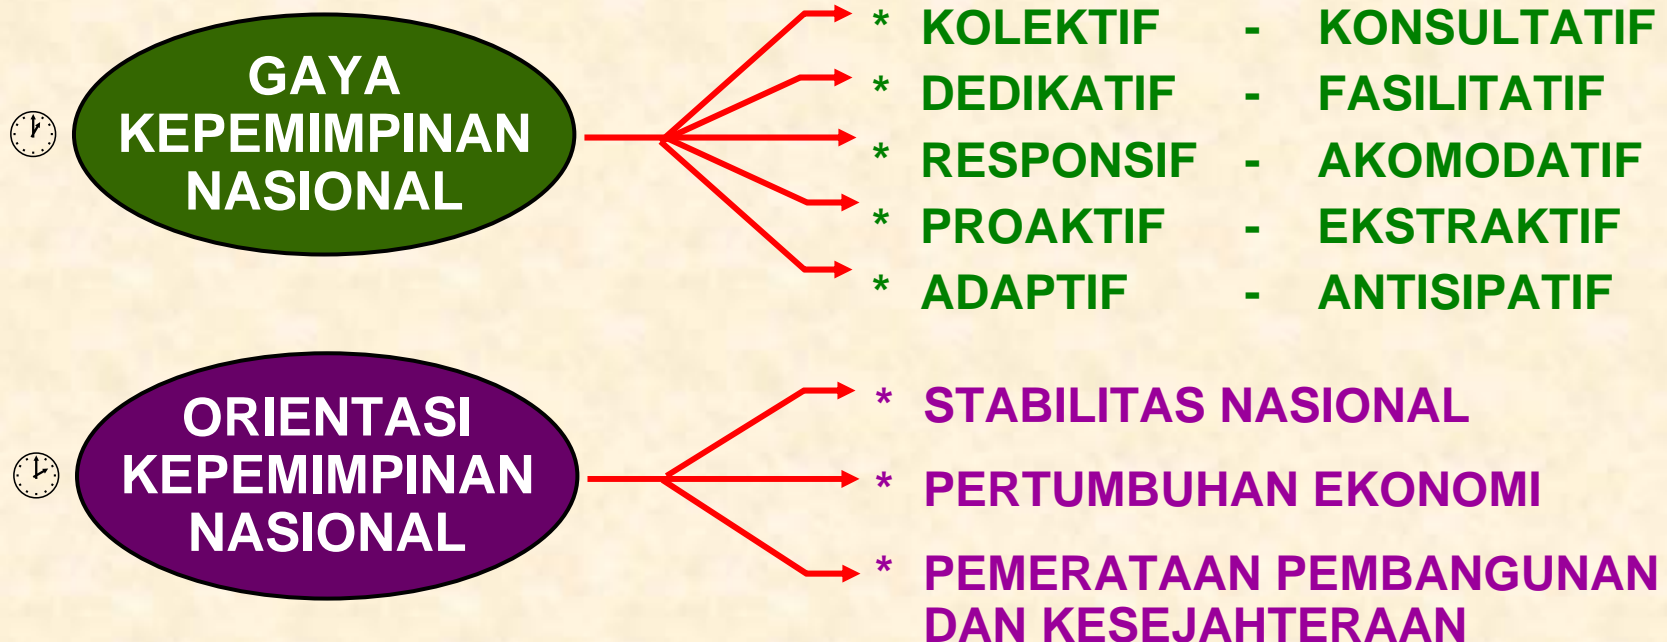 GAYA
KEPEMIMPINAN
NASIONAL
* KOLEKTIF - KONSULTATIF
* DEDIKATIF - FASILITATIF
* RESPONSIF - AKOMODATIF
* PROAKTIF - EKSTRAKTIF
* ADAPTIF - ANTISIPATIF
ORIENTASI
KEPEMIMPINAN
NASIONAL
* STABILITAS NASIONAL
* PERTUMBUHAN EKONOMI
* PEMERATAAN PEMBANGUNAN
DAN KESEJAHTERAAN